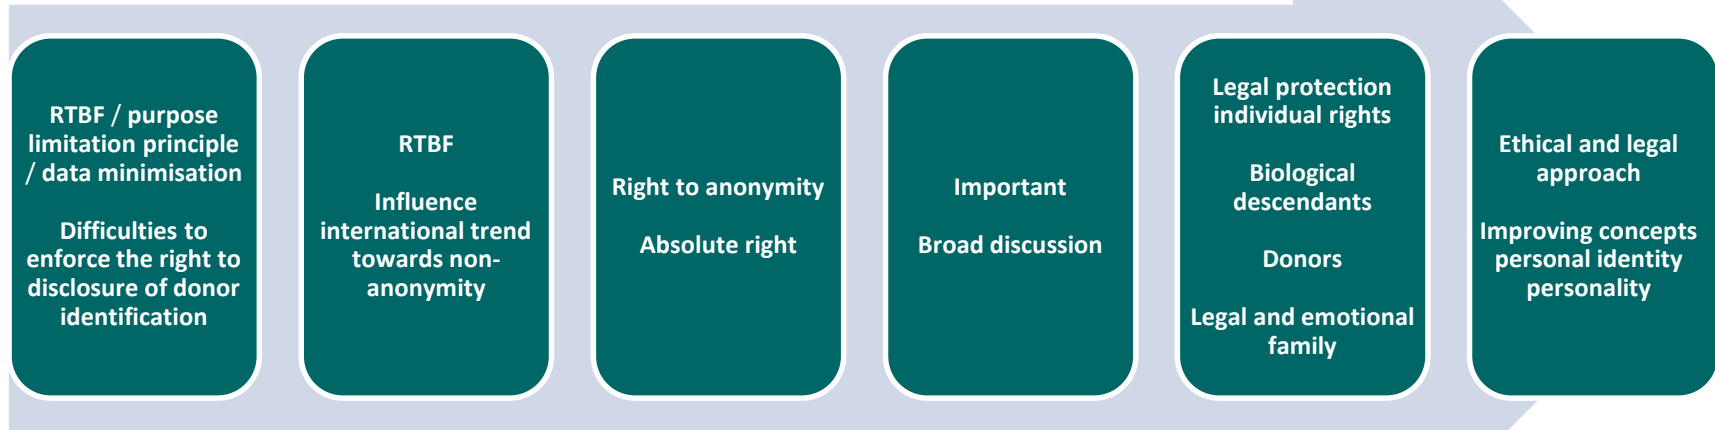 RTBF / purpose
limitation principle
/ data minimisation
Difficulties to
enforce the right to
disclosure of donor
identification
RTBF
Influence
international trend
towards non-
anonymity
Right to anonymity
Absolute right
Important
Broad discussion
Legal protection
individual rights
Biological
descendants
Donors
Legal and emotional
family
Ethical and legal
approach
Improving concepts
personal identity
personality